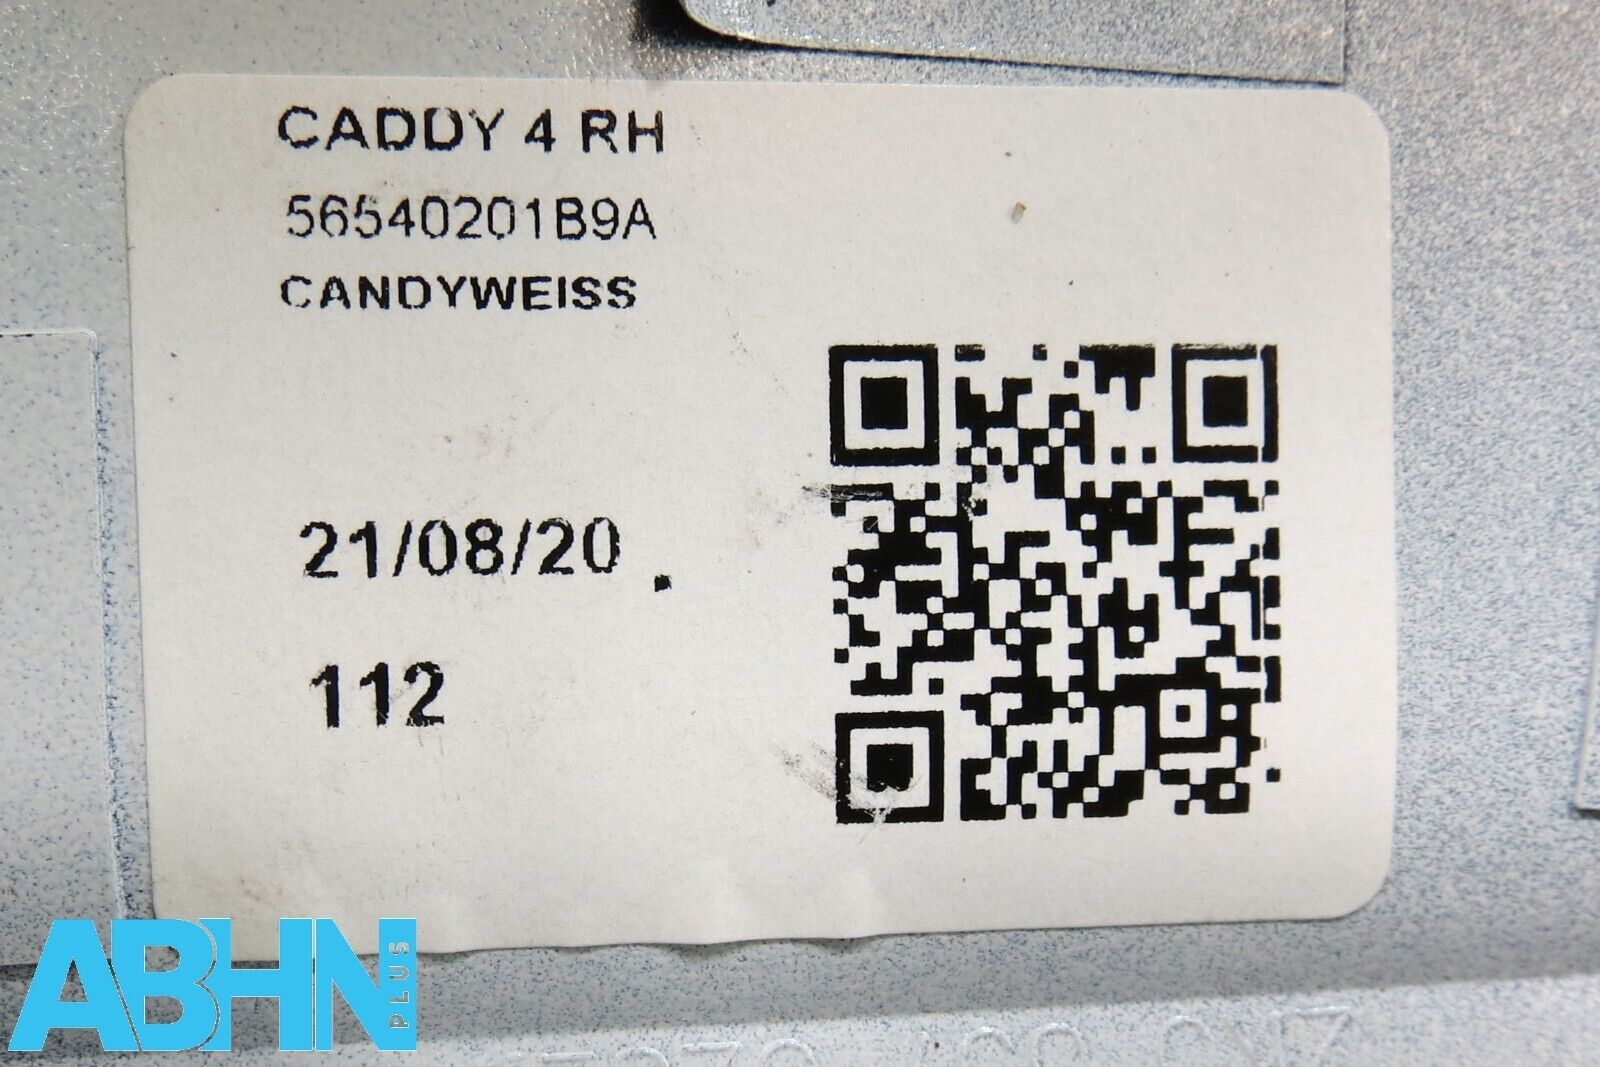 CADDY 4 RH
56540201B9A
CANDYWEISS
21/08/20
112
ABHN PLUS